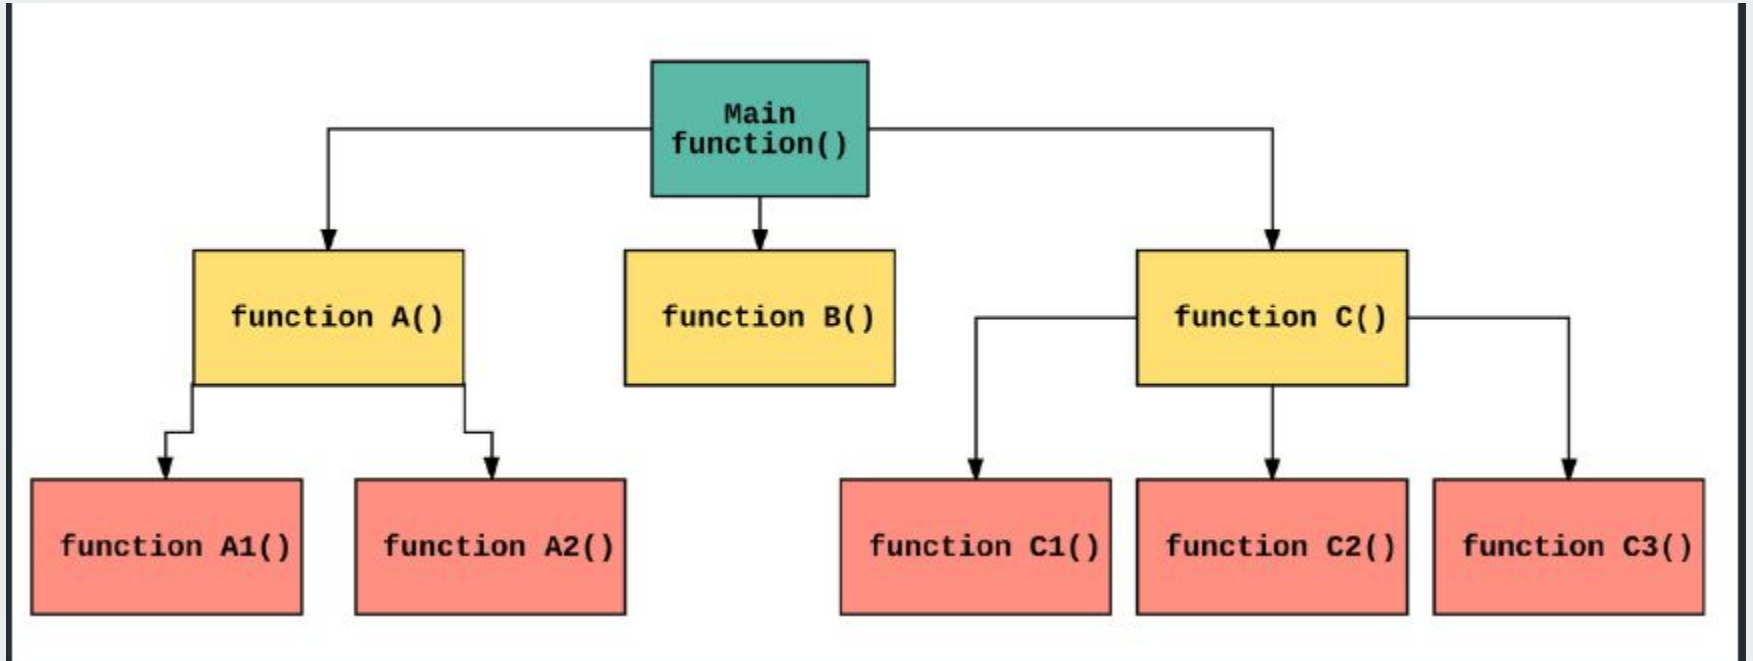 Main
function()
function A()
function B()
function C()
function A1()
function A2()
function C1()
function C2()
function C3()